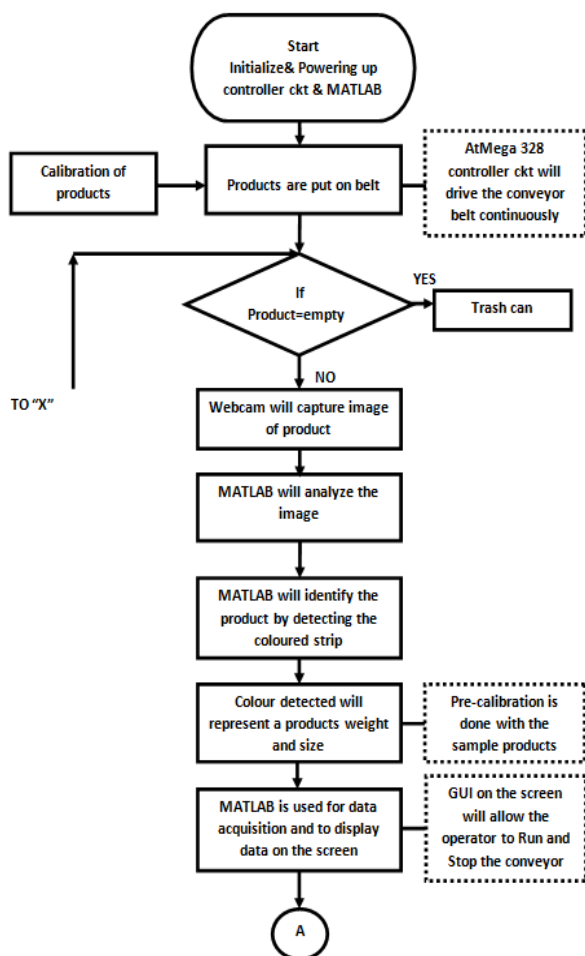 Start
Initialize& Powering up
controller ckt & MATLAB
Calibration of
products
Products are put on belt
AtMega 328
controller ckt will
drive the conveyor
belt continuously
If
Product=empty
YES
Trash can
NO
TO “X”
Webcam will capture image
of product
MATLAB will analyze the
image
MATLAB will identify the
product by detecting the
coloured strip
Colour detected will
represent a products weight
and size
Pre-calibration is
done with the
sample products
MATLAB is used for data
acquisition and to display
data on the screen
GUI on the screen
will allow the
operator to Run and
Stop the conveyor
A